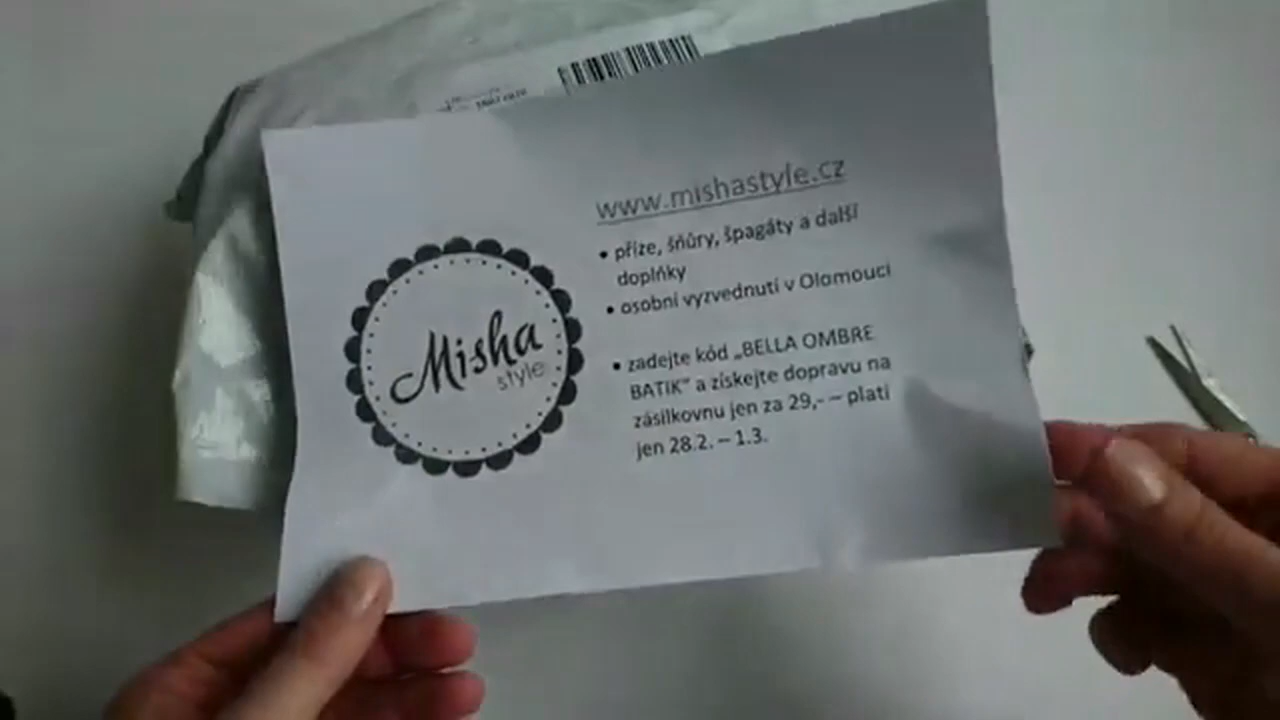 www.mishastyle.cz
• příze, šňůry, špagáty a další
doplňky
• osobní vyzvednutí v Olomouci
• zadejte kód „BELLA OMBRE
BATIK“ a získejte dopravu na
zásilkovnu jen za 29,- – platí
jen 28.2. – 1.3.
Misha
style